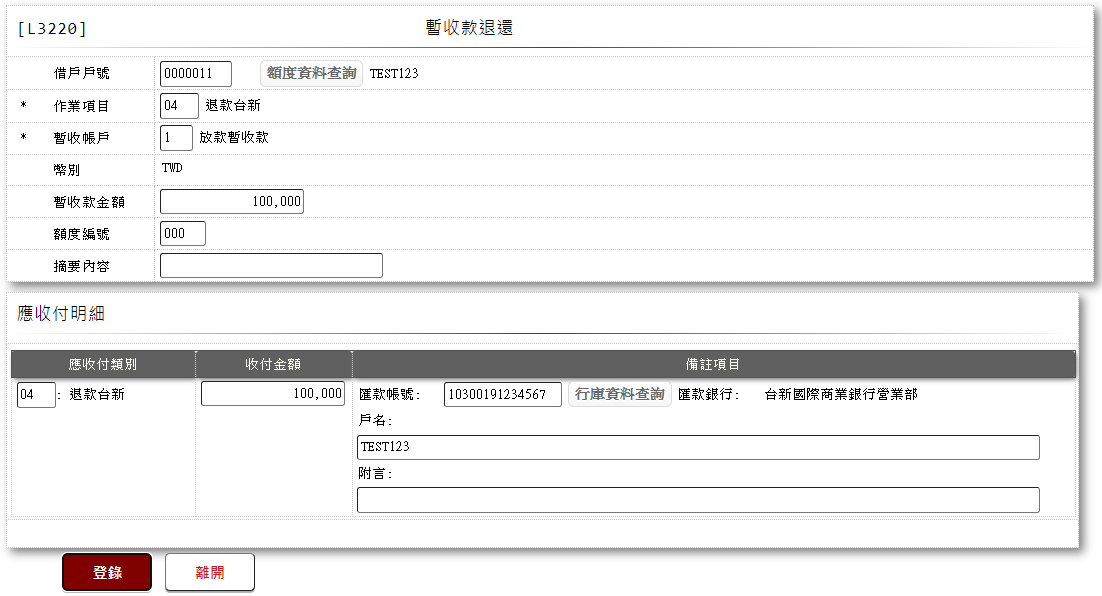 [L3220] 暫收款退還
借戶戶號 0000011 額度資料查詢 TEST123
* 作業項目 04 退款台新
* 暫收帳戶 1 放款暫收款
幣別 TWD
暫收款金額 100,000
額度編號 000
摘要內容
應收付明細
應收付類別 收付金額 備註項目
04 : 退款台新 100,000 匯款帳號: 10300191234567 行庫資料查詢 匯款銀行: 台新國際商業銀行營業部
戶名:
TEST123
附言:
登錄 離開